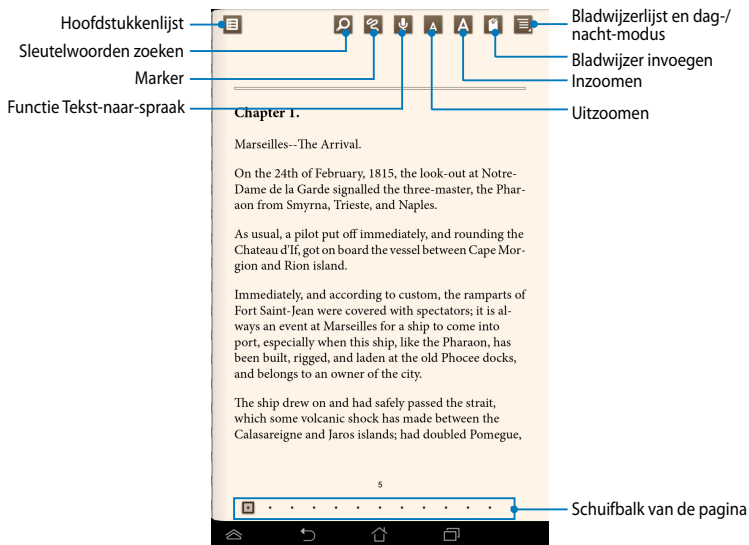 Hoofdstukkenlijst
Sleutelwoorden zoeken
Marker
Functie Tekst-naar-spraak
Bladwijzerlijst en dag-/
nacht-modus
Bladwijzer invoegen
Inzoomen
Uitzoomen
A
A
Chapter 1.
Marseilles--The Arrival.
On the 24th of February, 1815, the look-out at Notre-
Dame de la Garde signalled the three-master, the Phar-
aon from Smyrna, Trieste, and Naples.
As usual, a pilot put off immediately, and rounding the
Chateau d'If, got on board the vessel between Cape Mor-
gion and Rion island.
Immediately, and according to custom, the ramparts of
Fort Saint-Jean were covered with spectators; it is al-
ways an event at Marseilles for a ship to come into
port, especially when this ship, like the Pharaon, has
been built, rigged, and laden at the old Phocee docks,
and belongs to an owner of the city.
The ship drew on and had safely passed the strait,
which some volcanic shock has made between the
Calasareigne and Jaros islands; had doubled Pomegue,
5
Schuifbalk van de pagina